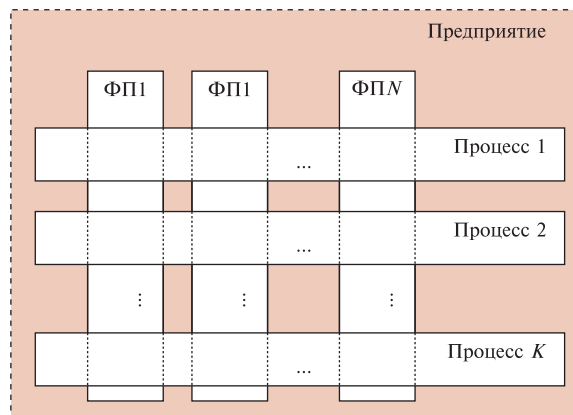 Предприятие
ФП1 ФП1 ФПN
... Процесс 1
... Процесс 2
⋮ ⋮ ⋮
... Процесс K